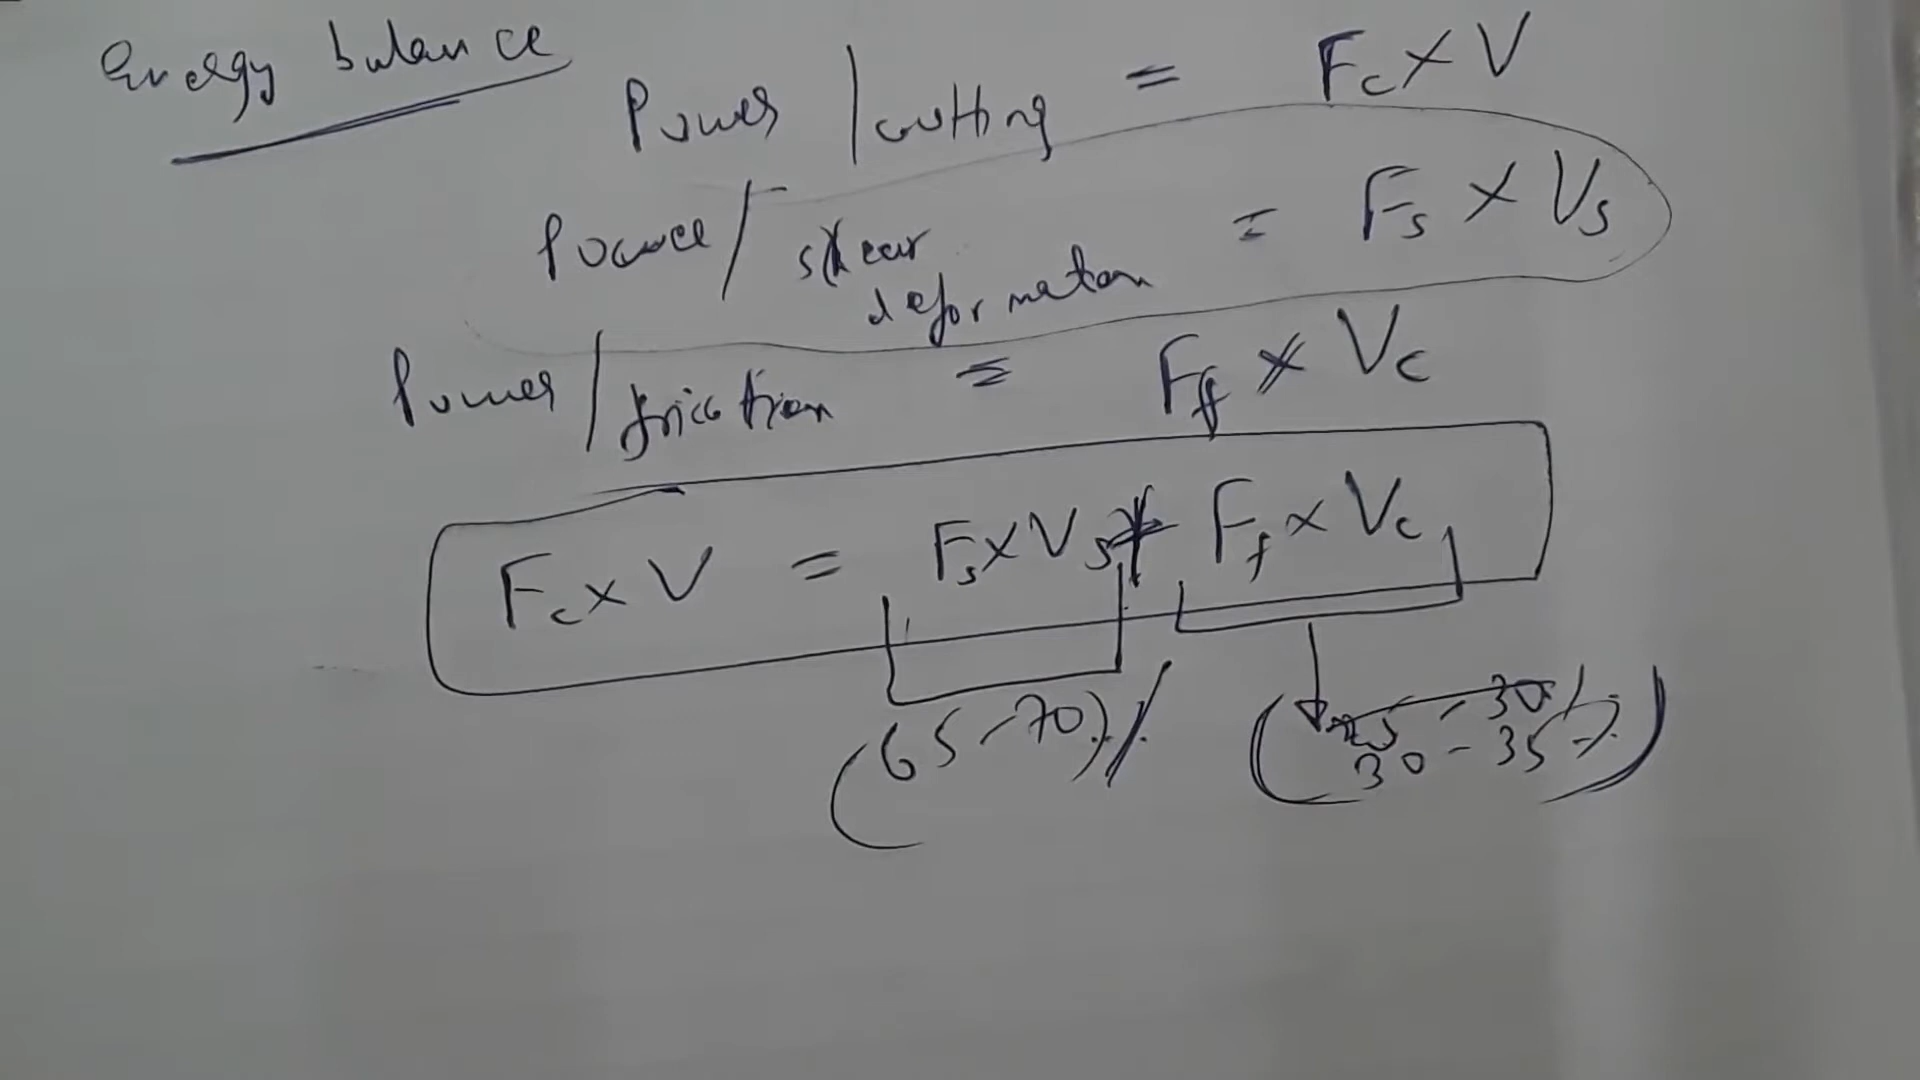 Energy balance
Power/cutting = Fc × V
Power/shear deformation = Fs × Vs
Power/friction = Ff × Vc
Fc × V = Fs × Vs + Ff × Vc
(65-70)% (30-35%)